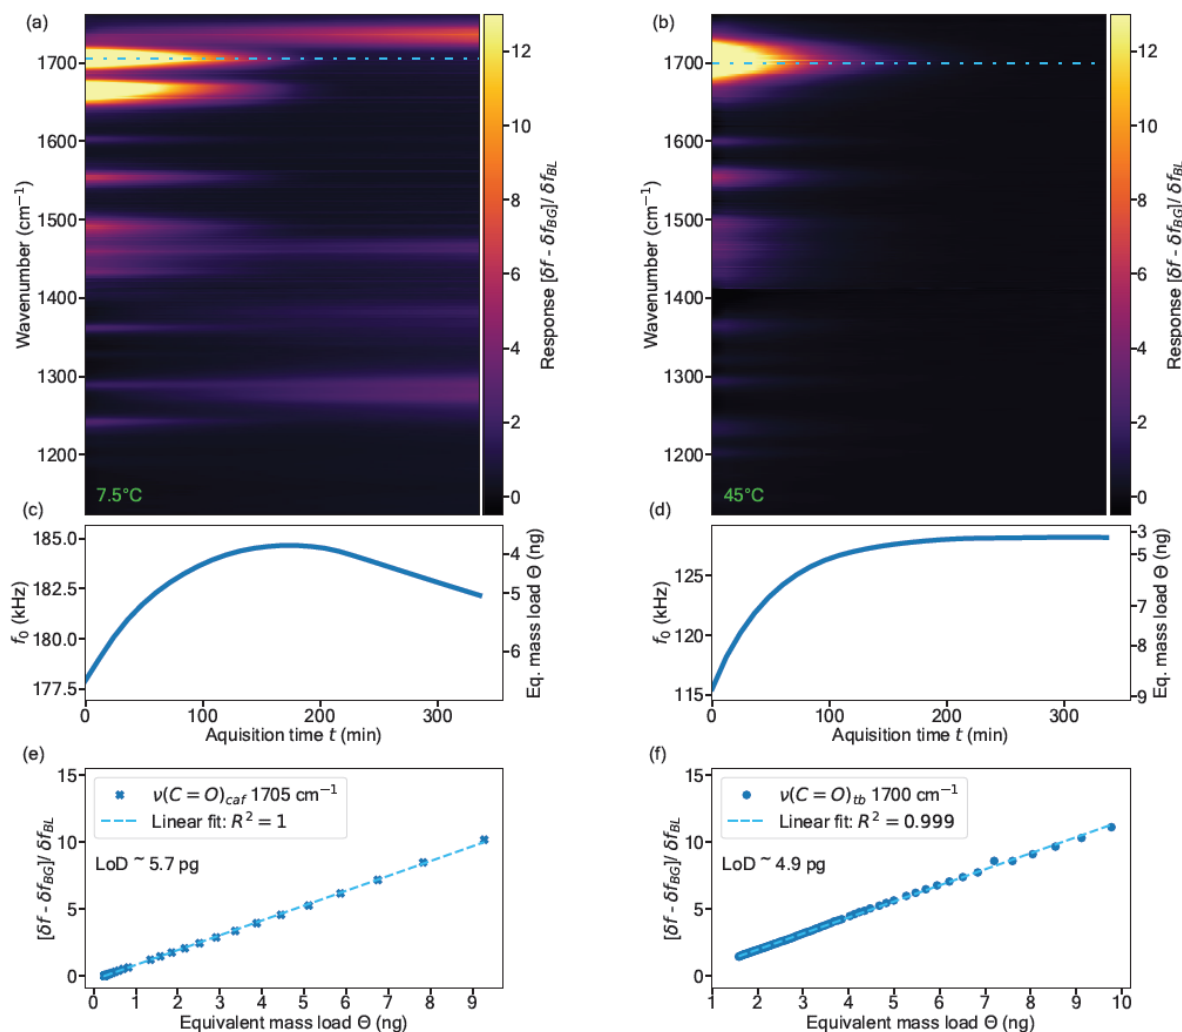 (a)
(b)
1700
1600
1500
1400
1300
1200
Wavenumber (cm⁻¹)
7.5°C
12
10
8
6
4
2
0
Response [δf - δf_BG]/ δf_BL
1700
1600
1500
1400
1300
1200
Wavenumber (cm⁻¹)
45°C
12
10
8
6
4
2
0
Response [δf - δf_BG]/ δf_BL
(c)
185.0
182.5
180.0
177.5
f₀ (kHz)
4
5
6
Eq. mass load Θ (ng)
0 100 200 300
Aquisition time t (min)
(d)
125
120
115
f₀ (kHz)
3
5
7
8
9
Eq. mass load Θ (ng)
0 100 200 300
Aquisition time t (min)
(e)
15
10
5
0
[δf - δf_BG]/ δf_BL
ν(C=O)_caf 1705 cm⁻¹
Linear fit: R² = 1
LoD ~ 5.7 pg
0 1 2 3 4 5 6 7 8 9
Equivalent mass load Θ (ng)
(f)
15
10
5
0
[δf - δf_BG]/ δf_BL
ν(C=O)_tb 1700 cm⁻¹
Linear fit: R² = 0.999
LoD ~ 4.9 pg
1 2 3 4 5 6 7 8 9 10
Equivalent mass load Θ (ng)